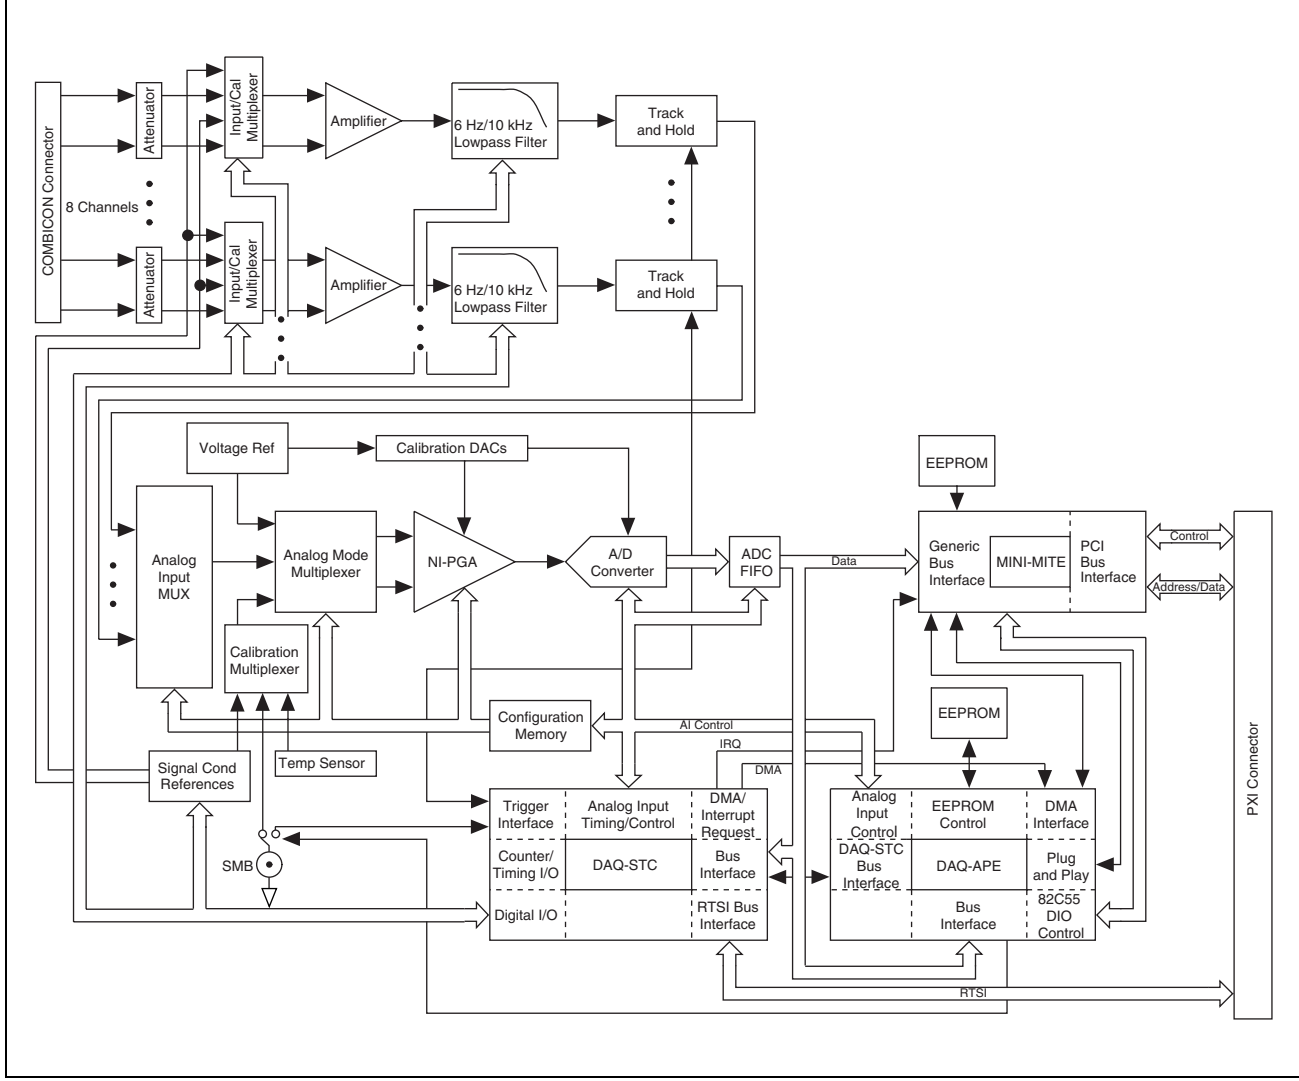 COMBICON Connector
8 Channels
Attenuator
Input/Cal
Multiplexer
Amplifier
6 Hz/10 kHz
Lowpass Filter
Track
and Hold
Attenuator
Input/Cal
Multiplexer
Amplifier
6 Hz/10 kHz
Lowpass Filter
Track
and Hold
Voltage Ref
Calibration DACs
EEPROM
Analog
Input
MUX
Analog Mode
Multiplexer
NI-PGA
A/D
Converter
ADC
FIFO
Data
Generic
Bus
Interface
MINI-MITE
PCI
Bus
Interface
Control
Address/Data
Calibration
Multiplexer
Configuration
Memory
AI Control
EEPROM
IRQ
DMA
Signal Cond
References
Temp Sensor
SMB
Trigger
Interface
Analog Input
Timing/Control
DMA/
Interrupt
Request
Counter/
Timing I/O
DAQ-STC
Bus
Interface
Digital I/O
RTSI Bus
Interface
Analog
Input
Control
EEPROM
Control
DMA
Interface
DAQ-STC
Bus
Interface
DAQ-APE
Plug
and Play
Bus
Interface
82C55
DIO
Control
RTSI
PXI Connector